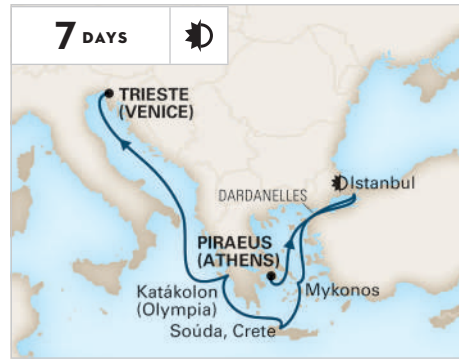 7 DAYS
TRIESTE
(VENICE)
Istanbul
DARDANELLES
PIRAEUS
(ATHENS)
Katákolon
(Olympia)
Mykonos
Soúda, Crete